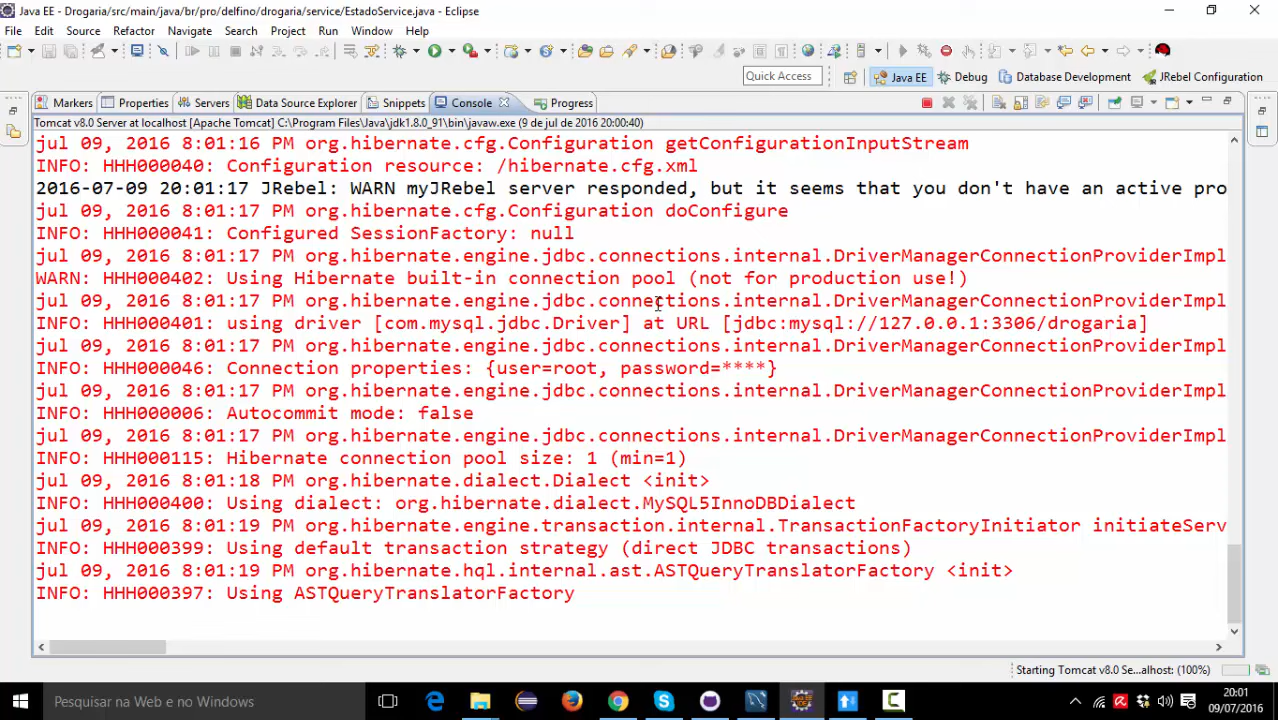 Java EE - Drogaria/src/main/java/br/pro/delfino/drogaria/service/EstadoService.java - Eclipse
File Edit Source Refactor Navigate Search Project Run Window Help
Quick Access Java EE Debug Database Development JRebel Configuration
Markers Properties Servers Data Source Explorer Snippets Console Progress
Tomcat v8.0 Server at localhost [Apache Tomcat] C:\Program Files\Java\jdk1.8.0_91\bin\javaw.exe (9 de jul de 2016 20:00:40)
jul 09, 2016 8:01:16 PM org.hibernate.cfg.Configuration getConfigurationInputStream
INFO: HHH000040: Configuration resource: /hibernate.cfg.xml
2016-07-09 20:01:17 JRebel: WARN myJRebel server responded, but it seems that you don't have an active pro
jul 09, 2016 8:01:17 PM org.hibernate.cfg.Configuration doConfigure
INFO: HHH000041: Configured SessionFactory: null
jul 09, 2016 8:01:17 PM org.hibernate.engine.jdbc.connections.internal.DriverManagerConnectionProviderImpl
WARN: HHH000402: Using Hibernate built-in connection pool (not for production use!)
jul 09, 2016 8:01:17 PM org.hibernate.engine.jdbc.connections.internal.DriverManagerConnectionProviderImpl
INFO: HHH000401: using driver [com.mysql.jdbc.Driver] at URL [jdbc:mysql://127.0.0.1:3306/drogaria]
jul 09, 2016 8:01:17 PM org.hibernate.engine.jdbc.connections.internal.DriverManagerConnectionProviderImpl
INFO: HHH000046: Connection properties: {user=root, password=****}
jul 09, 2016 8:01:17 PM org.hibernate.engine.jdbc.connections.internal.DriverManagerConnectionProviderImpl
INFO: HHH000006: Autocommit mode: false
jul 09, 2016 8:01:17 PM org.hibernate.engine.jdbc.connections.internal.DriverManagerConnectionProviderImpl
INFO: HHH000115: Hibernate connection pool size: 1 (min=1)
jul 09, 2016 8:01:18 PM org.hibernate.dialect.Dialect <init>
INFO: HHH000400: Using dialect: org.hibernate.dialect.MySQL5InnoDBDialect
jul 09, 2016 8:01:19 PM org.hibernate.engine.transaction.internal.TransactionFactoryInitiator initiateServ
INFO: HHH000399: Using default transaction strategy (direct JDBC transactions)
jul 09, 2016 8:01:19 PM org.hibernate.hql.internal.ast.ASTQueryTranslatorFactory <init>
INFO: HHH000397: Using ASTQueryTranslatorFactory
Starting Tomcat v8.0 Se...alhost: (100%)
Pesquisar na Web e no Windows
20:01
09/07/2016